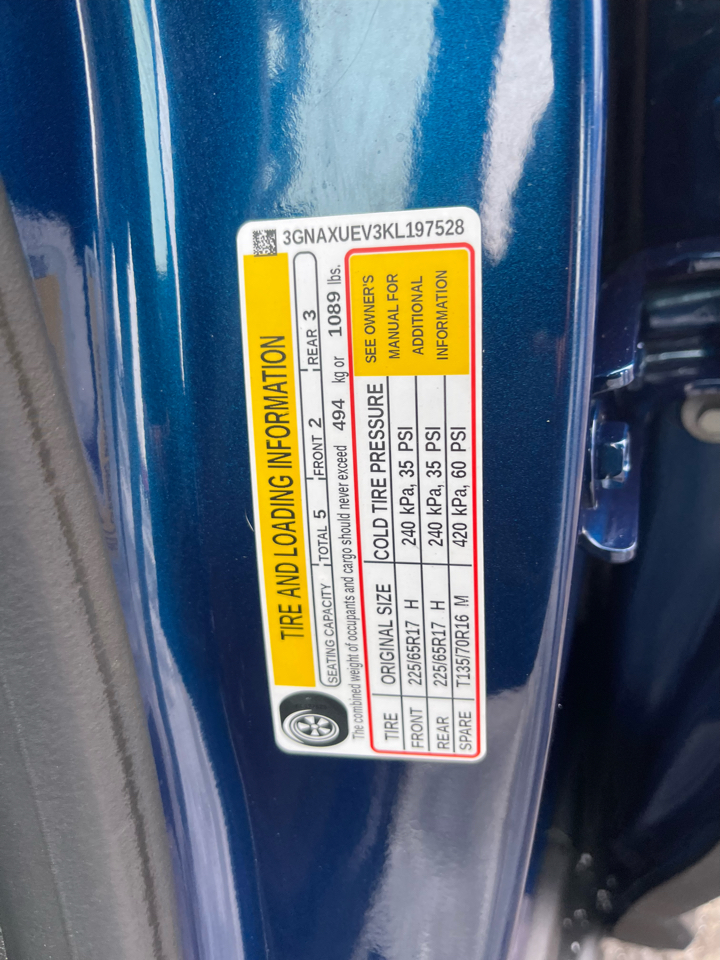 3GNAXUEV3KL197528
TIRE AND LOADING INFORMATION
SEATING CAPACITY TOTAL 5 FRONT 2 REAR 3
The combined weight of occupants and cargo should never exceed 494 kg or 1089 lbs.
TIRE ORIGINAL SIZE COLD TIRE PRESSURE
FRONT 225/65R17 H 240 kPa, 35 PSI
REAR 225/65R17 H 240 kPa, 35 PSI
SPARE T135/70R16 M 420 kPa, 60 PSI
SEE OWNER'S
MANUAL FOR
ADDITIONAL
INFORMATION